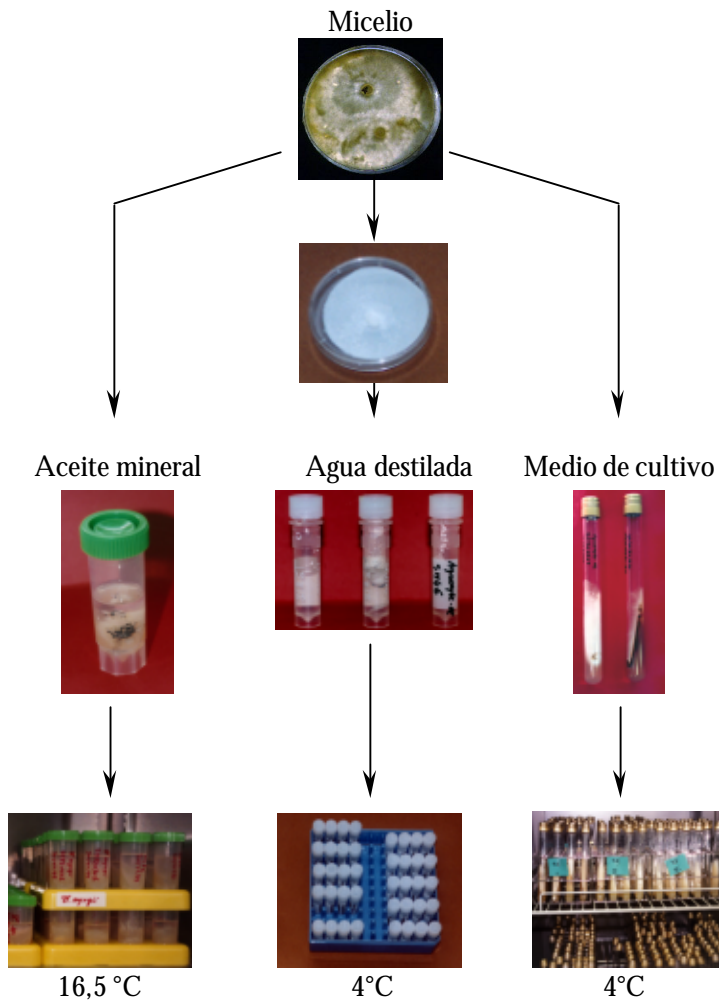 Micelio
Aceite mineral
Agua destilada
Medio de cultivo
16,5 °C
4°C
4°C